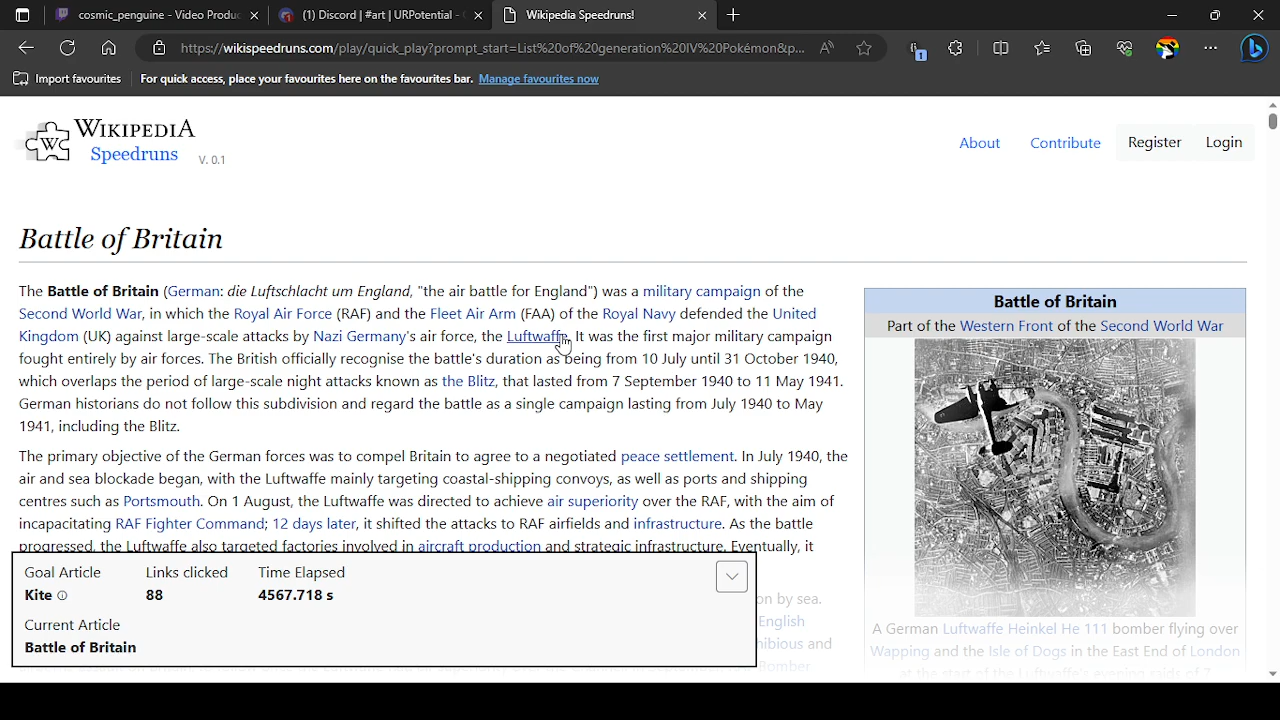 cosmic_penguine - Video Produc
(1) Discord | #art | URPotential -
Wikipedia Speedruns!
https://wikispeedruns.com/play/quick_play?prompt_start=List%20of%20generation%20IV%20Pokémon&p...
1
Import favourites
For quick access, place your favourites here on the favourites bar. Manage favourites now
WIKIPEDIA
Speedruns V. 0.1
About Contribute Register Login
Battle of Britain
The Battle of Britain (German: die Luftschlacht um England, "the air battle for England") was a military campaign of the
Second World War, in which the Royal Air Force (RAF) and the Fleet Air Arm (FAA) of the Royal Navy defended the United
Kingdom (UK) against large-scale attacks by Nazi Germany's air force, the Luftwaffe. It was the first major military campaign
fought entirely by air forces. The British officially recognise the battle's duration as being from 10 July until 31 October 1940,
which overlaps the period of large-scale night attacks known as the Blitz, that lasted from 7 September 1940 to 11 May 1941.
German historians do not follow this subdivision and regard the battle as a single campaign lasting from July 1940 to May
1941, including the Blitz.
The primary objective of the German forces was to compel Britain to agree to a negotiated peace settlement. In July 1940, the
air and sea blockade began, with the Luftwaffe mainly targeting coastal-shipping convoys, as well as ports and shipping
centres such as Portsmouth. On 1 August, the Luftwaffe was directed to achieve air superiority over the RAF, with the aim of
incapacitating RAF Fighter Command; 12 days later, it shifted the attacks to RAF airfields and infrastructure. As the battle
progressed, the Luftwaffe also targeted factories involved in aircraft production and strategic infrastructure. Eventually, it
on by sea.
English
hibious and
Bomber
Battle of Britain
Part of the Western Front of the Second World War
A German Luftwaffe Heinkel He 111 bomber flying over
Wapping and the Isle of Dogs in the East End of London
at the start of the Luftwaffe's evening raids of 7
Goal Article Links clicked Time Elapsed
Kite 88 4567.718 s
Current Article
Battle of Britain